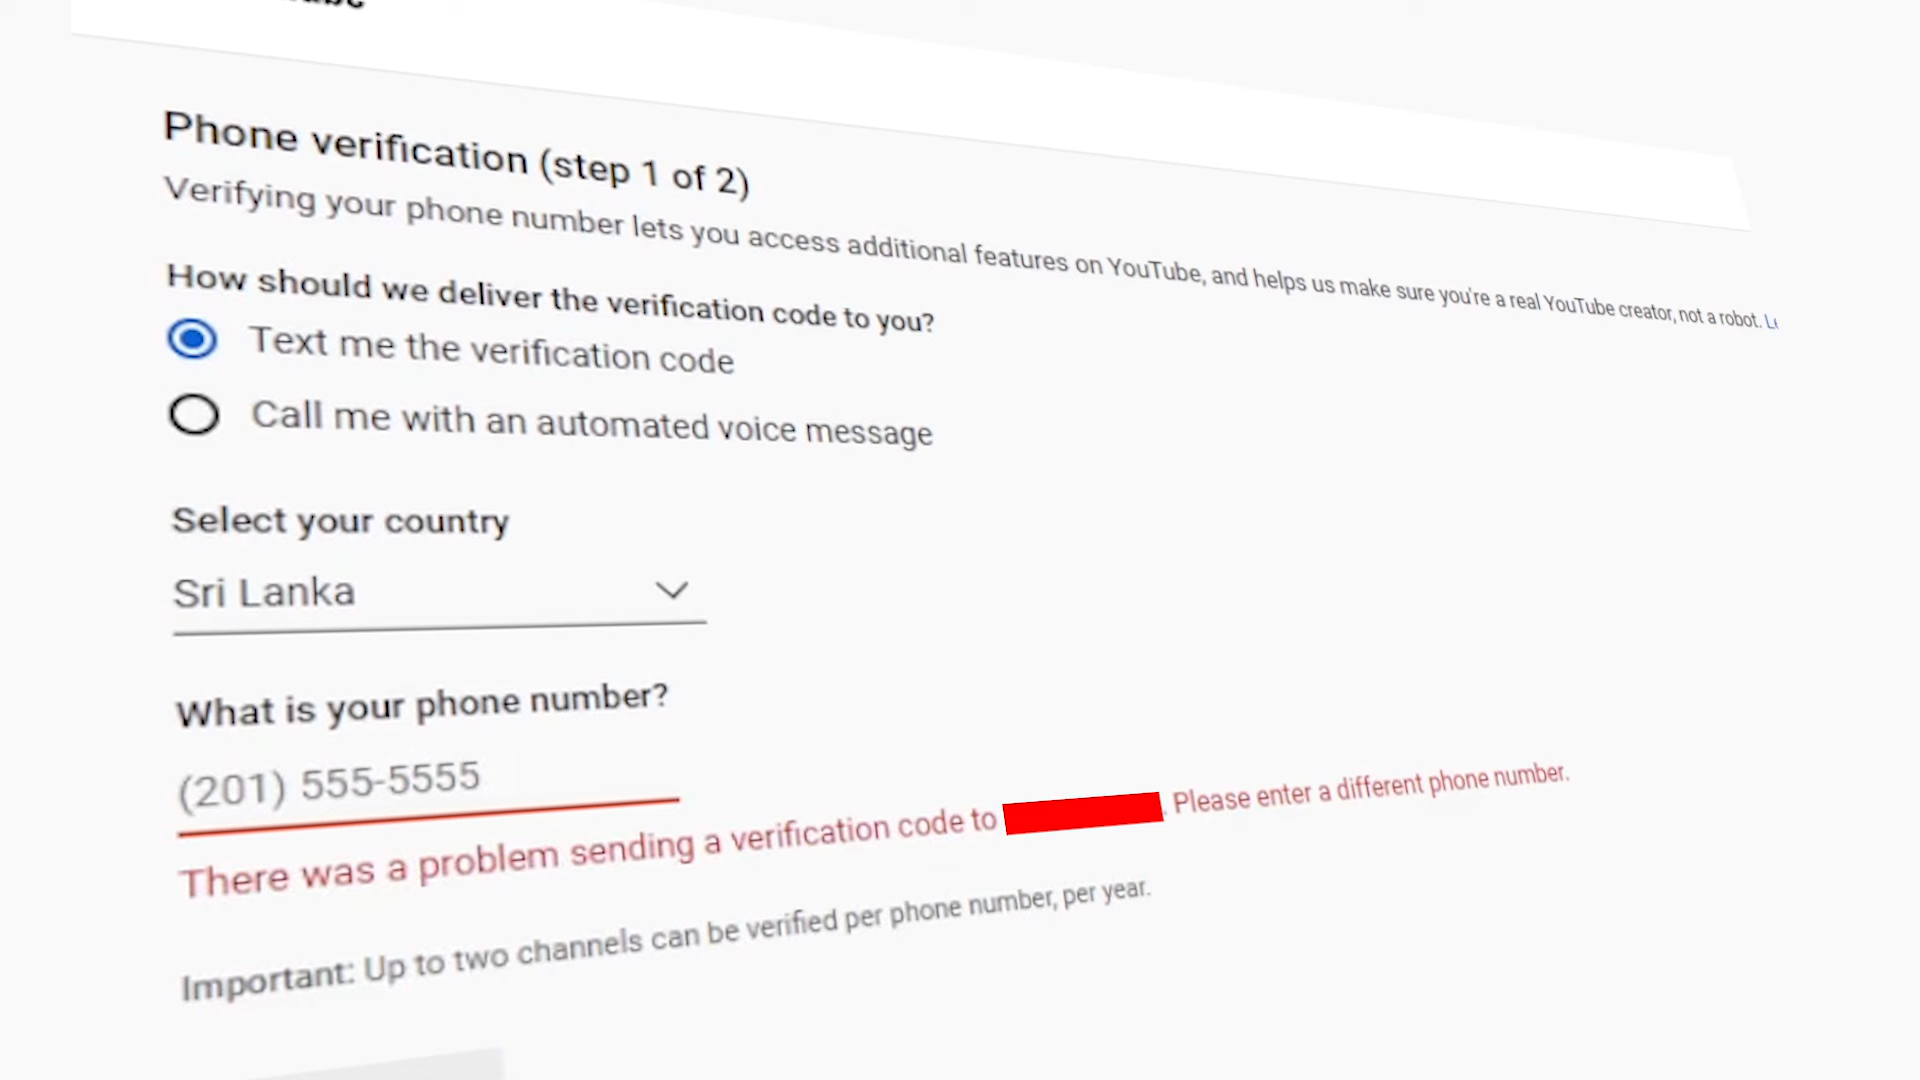 Phone verification (step 1 of 2)
Verifying your phone number lets you access additional features on YouTube, and helps us make sure you're a real YouTube creator, not a robot.
How should we deliver the verification code to you?
Text me the verification code
Call me with an automated voice message
Select your country
Sri Lanka
What is your phone number?
(201) 555-5555
There was a problem sending a verification code to . Please enter a different phone number.
Important: Up to two channels can be verified per phone number, per year.